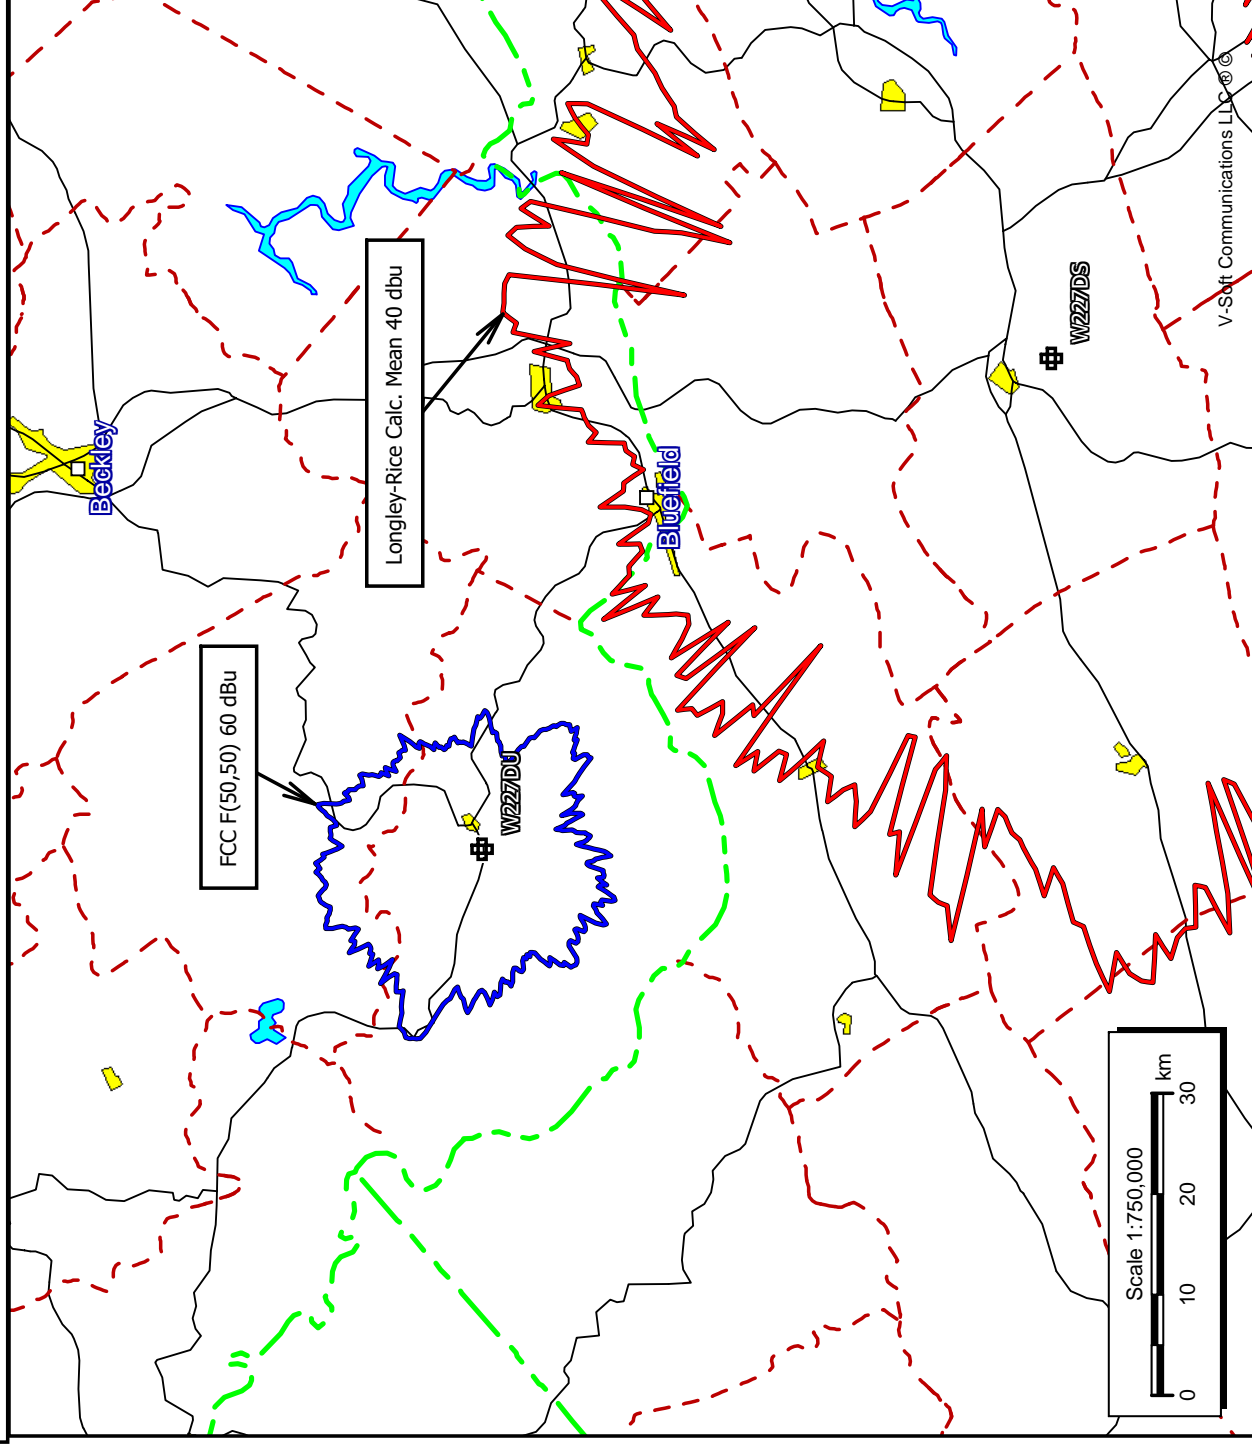 Beckley
Longley-Rice Calc. Mean 40 dbu
FCC F(50,50) 60 dBu
W227DU
Bluefield
W227DS
V-Soft Communications LLC ® ©
Scale 1:750,000
km
0 10 20 30